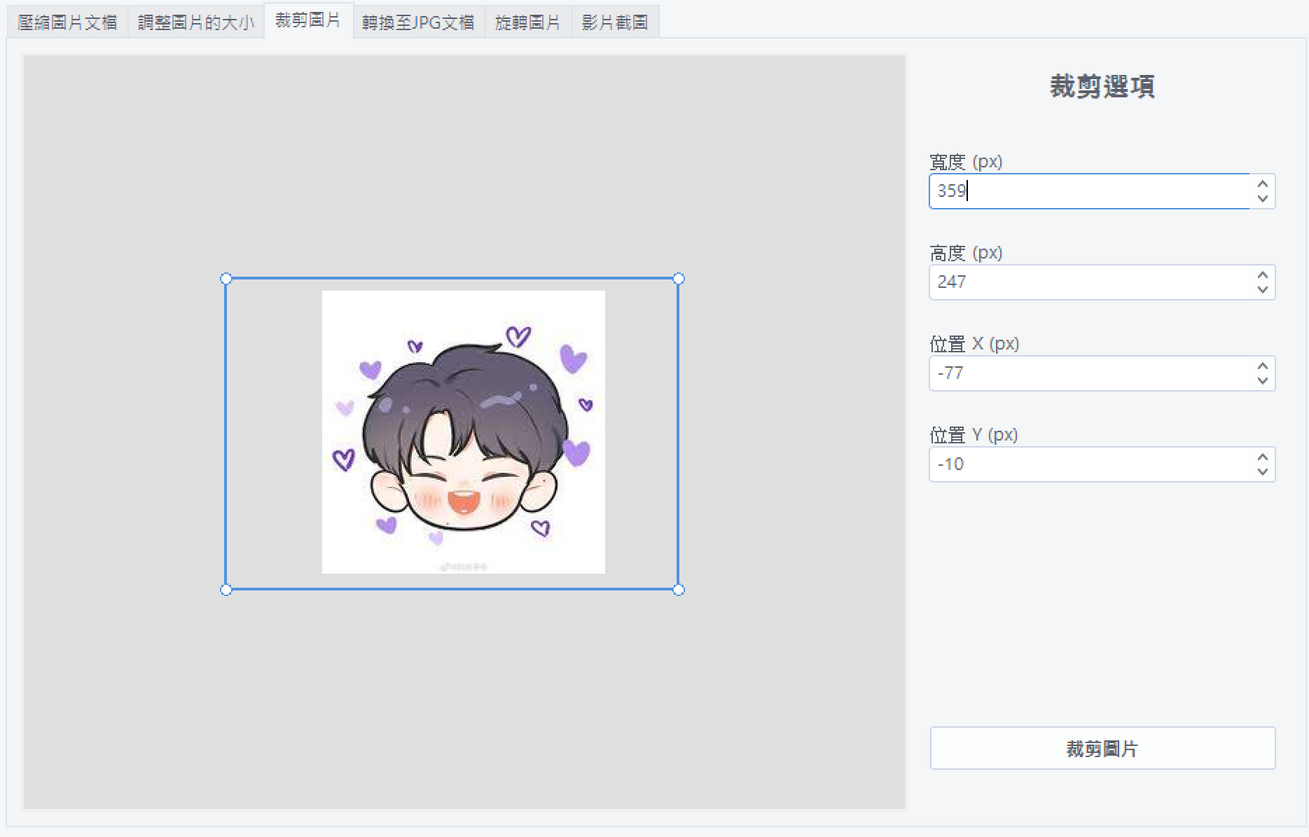 壓縮圖片文檔
調整圖片的大小
裁剪圖片
轉換至JPG文檔
旋轉圖片
影片截圖
裁剪選項
寬度 (px)
359
高度 (px)
247
位置 X (px)
-77
位置 Y (px)
-10
裁剪圖片